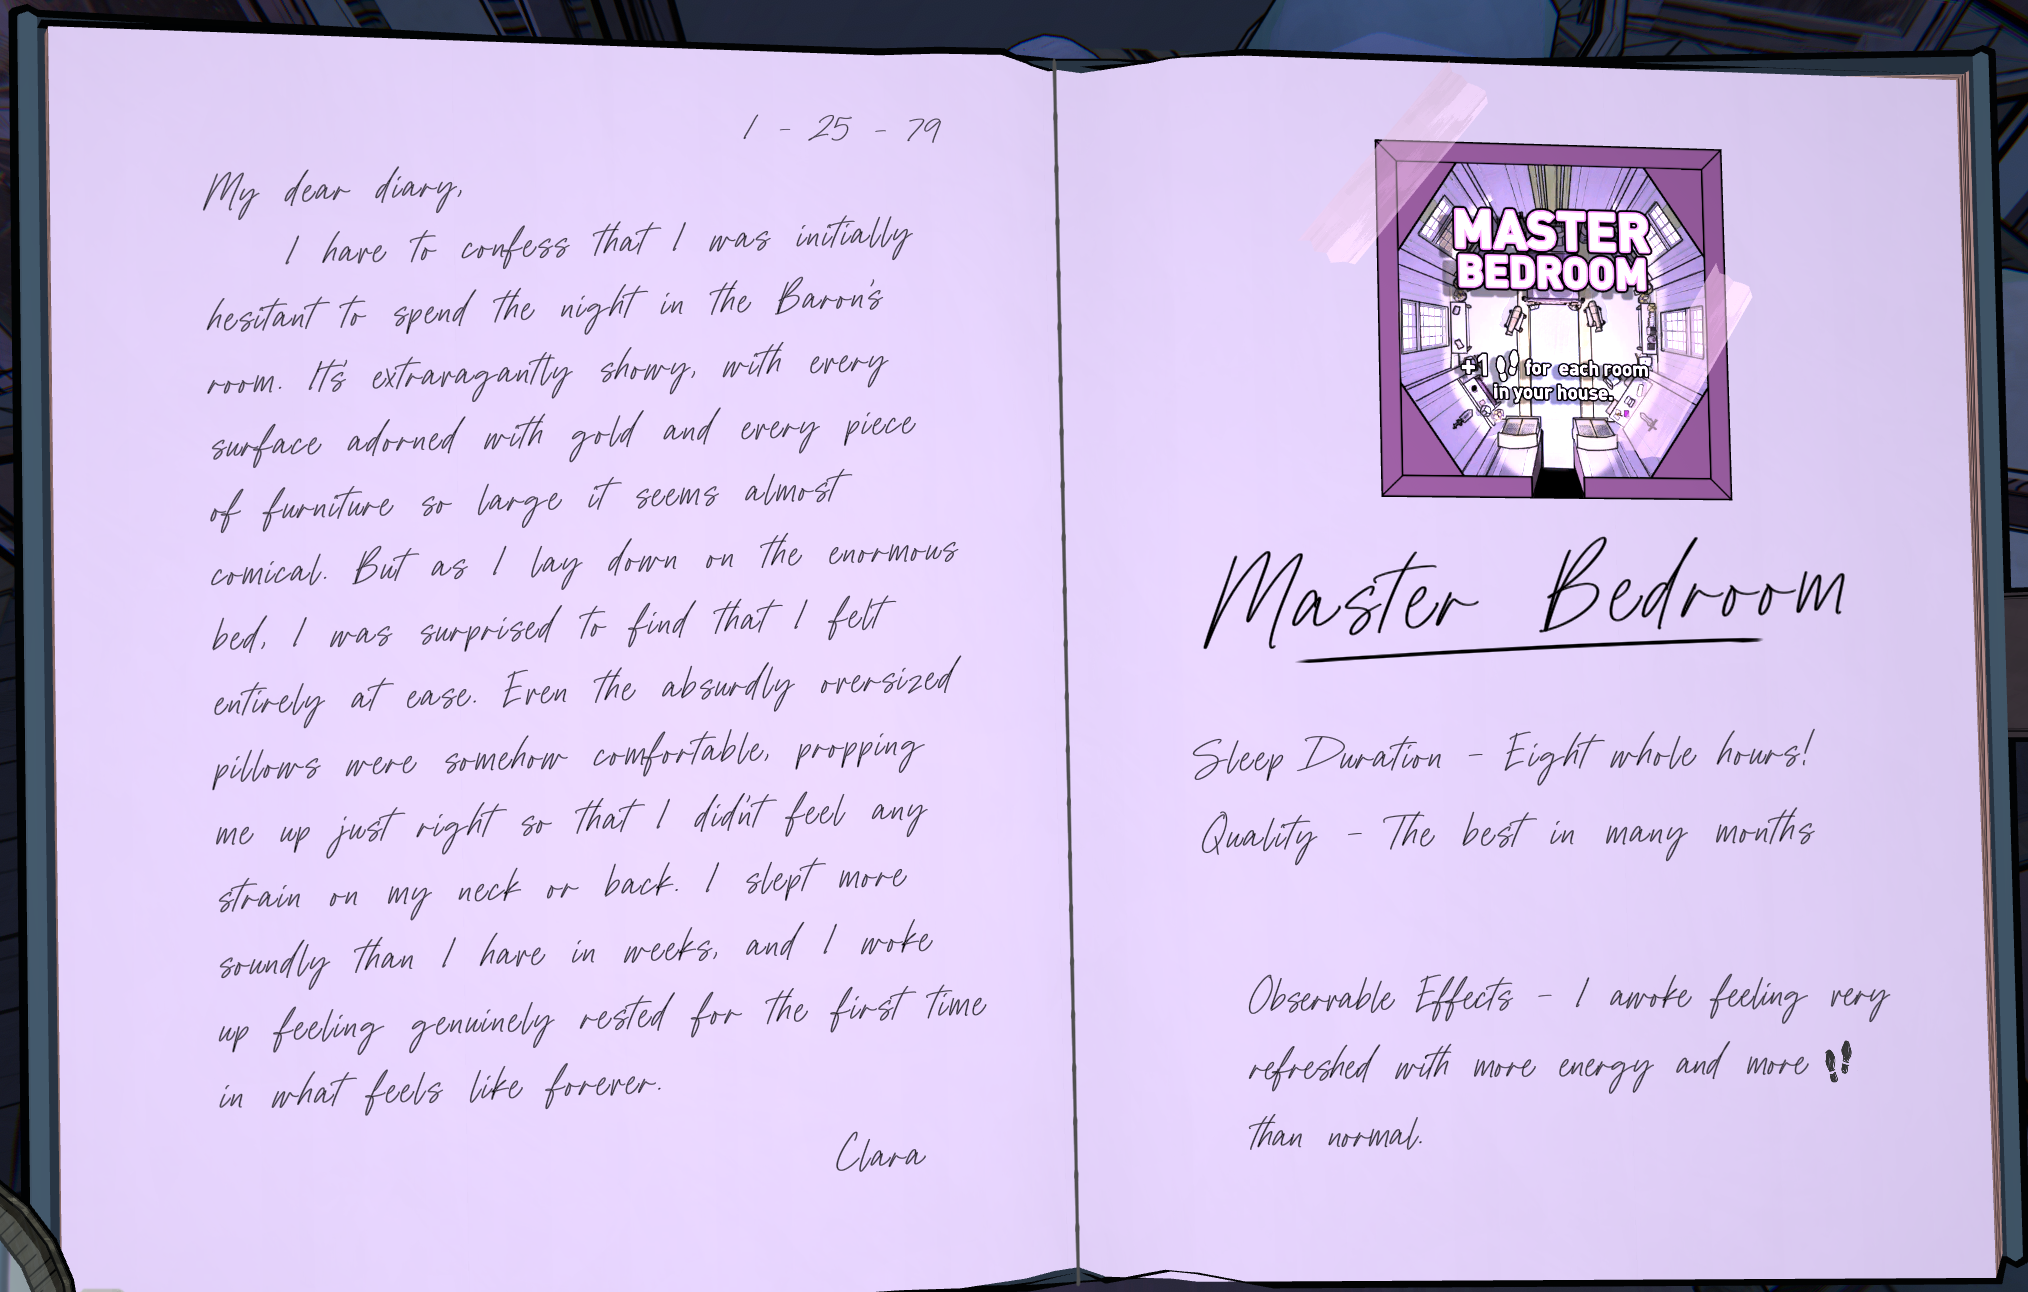 1 - 25 - 79
My dear diary,
I have to confess that I was initially
hesitant to spend the night in the Baron's
room. It's extravagantly showy, with every
surface adorned with gold and every piece
of furniture so large it seems almost
comical. But as I lay down on the enormous
bed, I was surprised to find that I felt
entirely at ease. Even the absurdly oversized
pillows were somehow comfortable, propping
me up just right so that I didn't feel any
strain on my neck or back. I slept more
soundly than I have in weeks, and I woke
up feeling genuinely rested for the first time
in what feels like forever.
Clara
MASTER
BEDROOM
+1 for each room
in your house.
Master Bedroom
Sleep Duration - Eight whole hours!
Quality - The best in many months
Observable Effects - I awoke feeling very
refreshed with more energy and more
than normal.